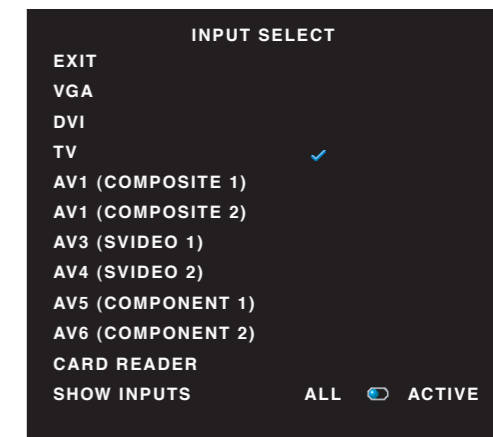 INPUT SELECT
EXIT
VGA
DVI
TV
AV1 (COMPOSITE 1)
AV1 (COMPOSITE 2)
AV3 (SVIDEO 1)
AV4 (SVIDEO 2)
AV5 (COMPONENT 1)
AV6 (COMPONENT 2)
CARD READER
SHOW INPUTS ALL ACTIVE